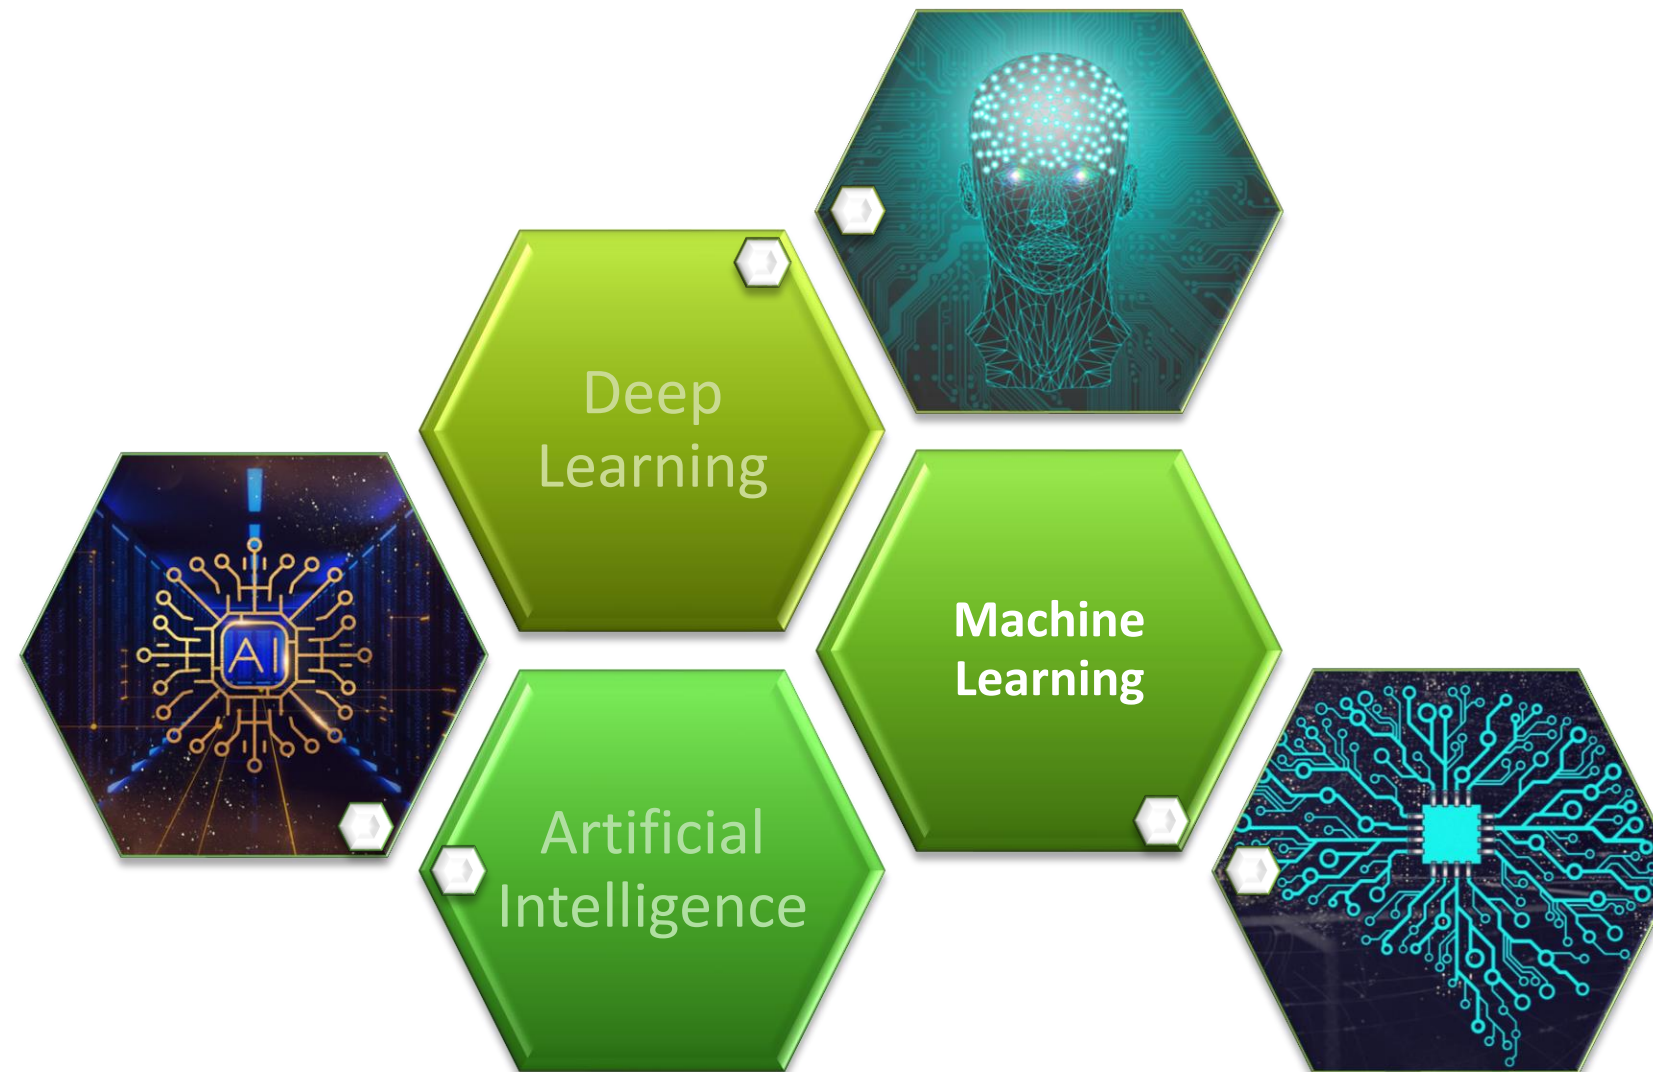 Deep
Learning
Machine
Learning
AI
Artificial
Intelligence